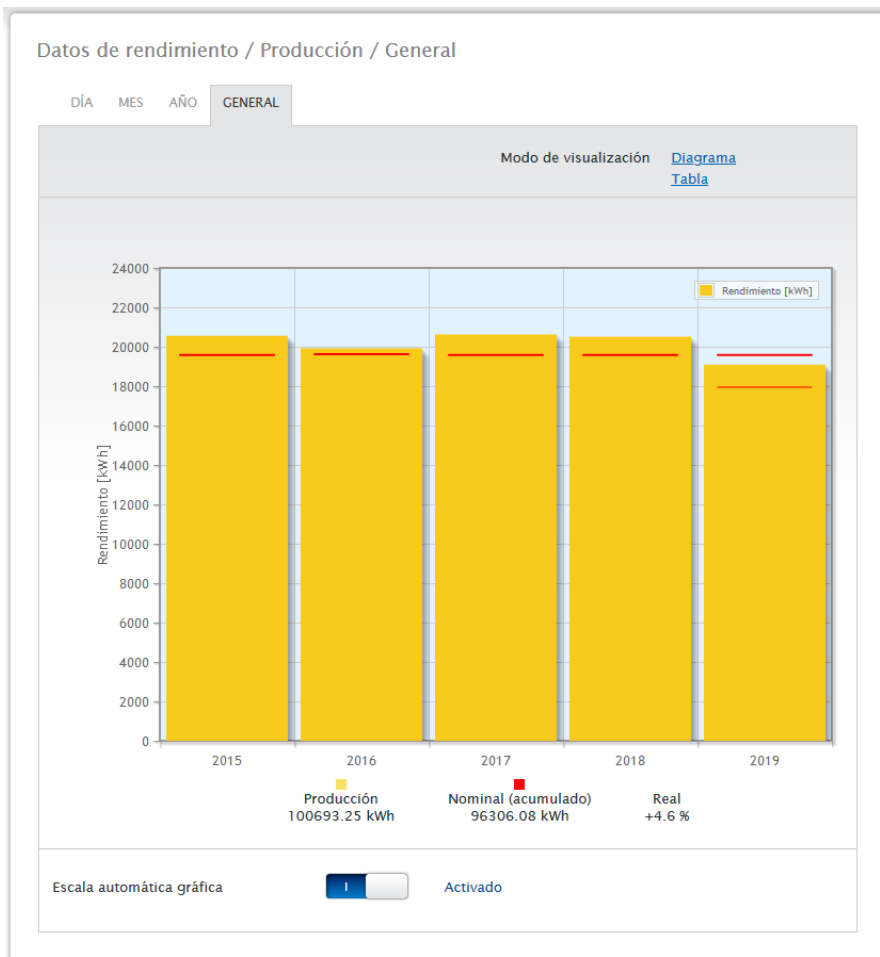 Datos de rendimiento / Producción / General
DÍA MES AÑO GENERAL
Modo de visualización Diagrama
Tabla
24000
22000
20000
18000
16000
14000
12000
10000
8000
6000
4000
2000
0
Rendimiento [kWh]
Rendimiento [kWh]
2015 2016 2017 2018 2019
Producción Nominal (acumulado) Real
100693.25 kWh 96306.08 kWh +4.6 %
Escala automática gráfica I Activado